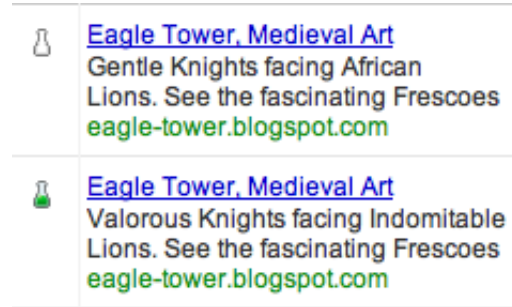 Eagle Tower, Medieval Art
Gentle Knights facing African
Lions. See the fascinating Frescoes
eagle-tower.blogspot.com
Eagle Tower, Medieval Art
Valorous Knights facing Indomitable
Lions. See the fascinating Frescoes
eagle-tower.blogspot.com